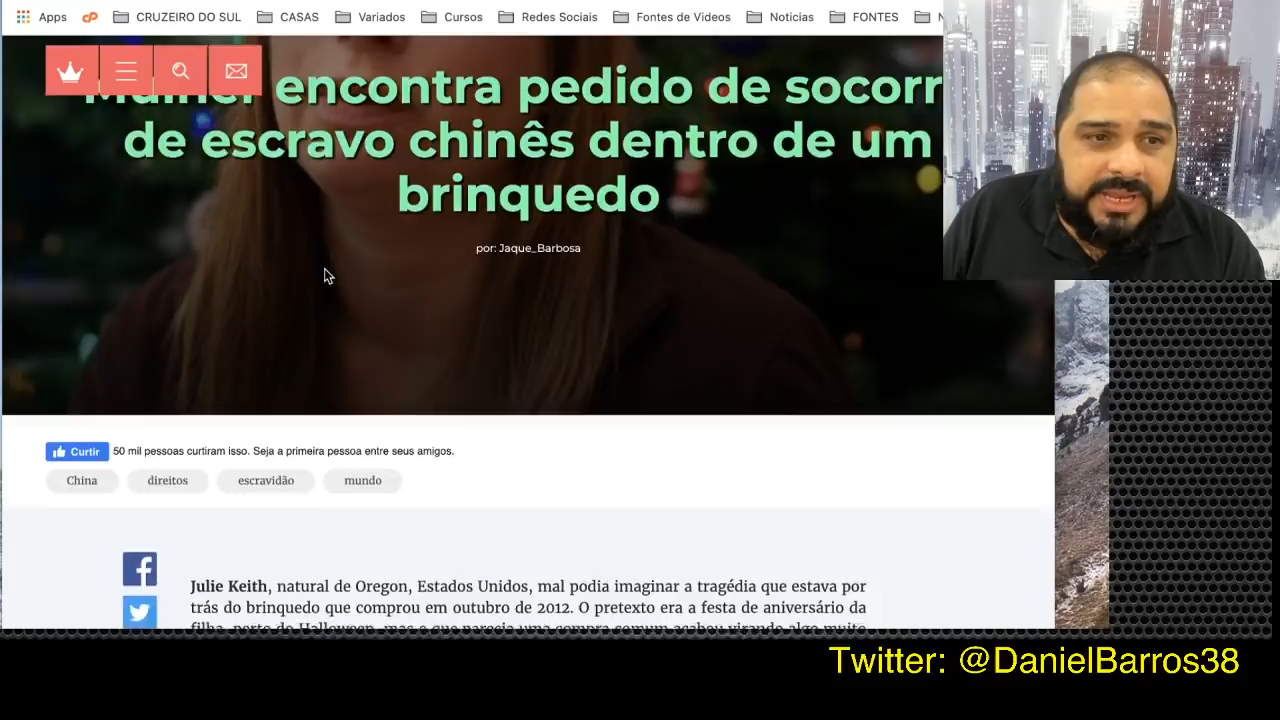 Apps CRUZEIRO DO SUL CASAS Variados Cursos Redes Sociais Fontes de Videos Noticias FONTES
encontra pedido de socorr
de escravo chinês dentro de um
brinquedo
por: Jaque_Barbosa
Curtir 50 mil pessoas curtiram isso. Seja a primeira pessoa entre seus amigos.
China direitos escravidão mundo
Julie Keith, natural de Oregon, Estados Unidos, mal podia imaginar a tragédia que estava por
trás do brinquedo que comprou em outubro de 2012. O pretexto era a festa de aniversário da
Twitter: @DanielBarros38